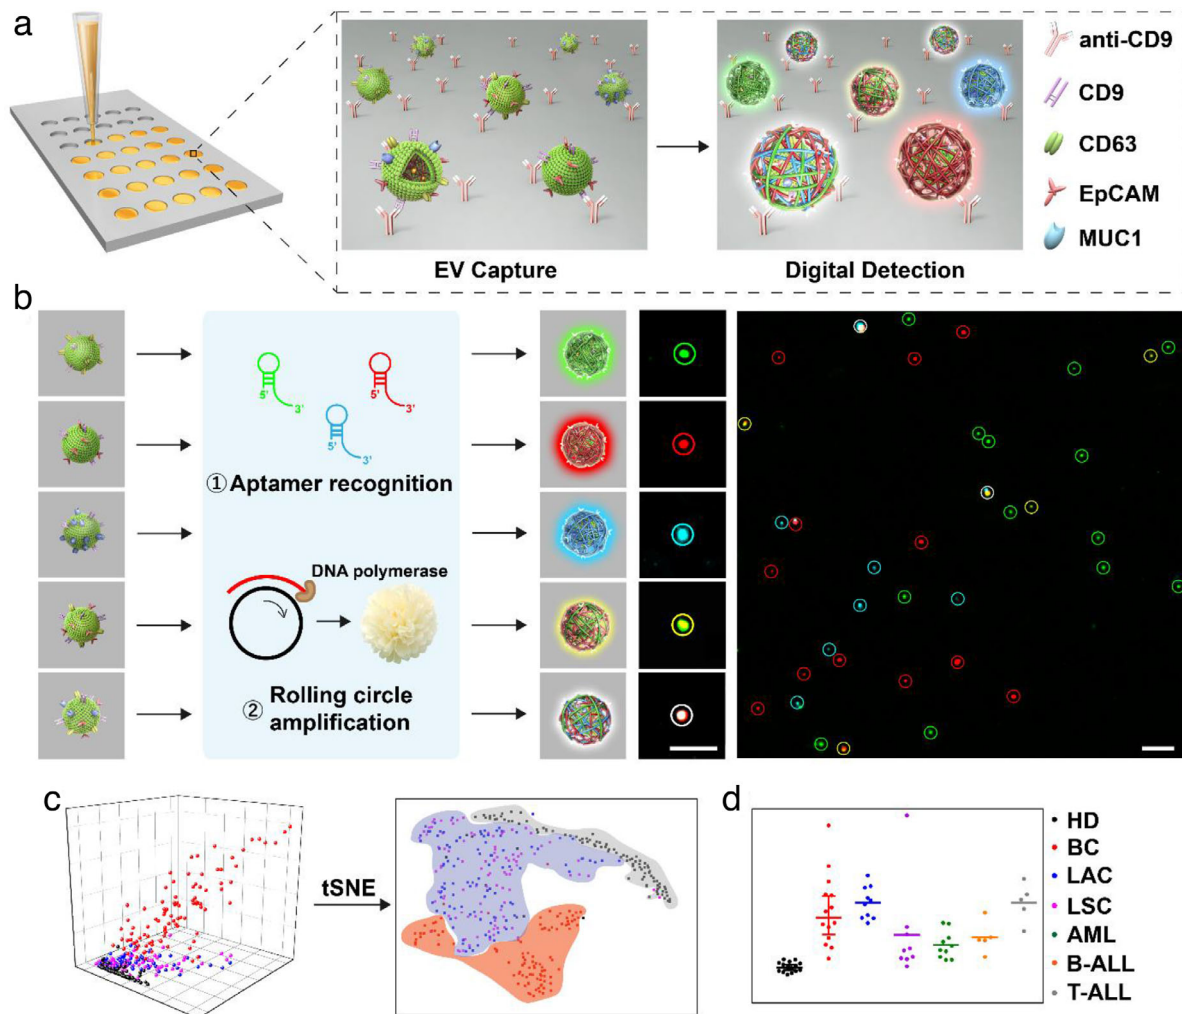 a
anti-CD9
CD9
CD63
EpCAM
MUC1
EV Capture
Digital Detection
b
5'
3'
5'
3'
5'
3'
① Aptamer recognition
DNA polymerase
② Rolling circle
amplification
c
tSNE
d
HD
BC
LAC
LSC
AML
B-ALL
T-ALL